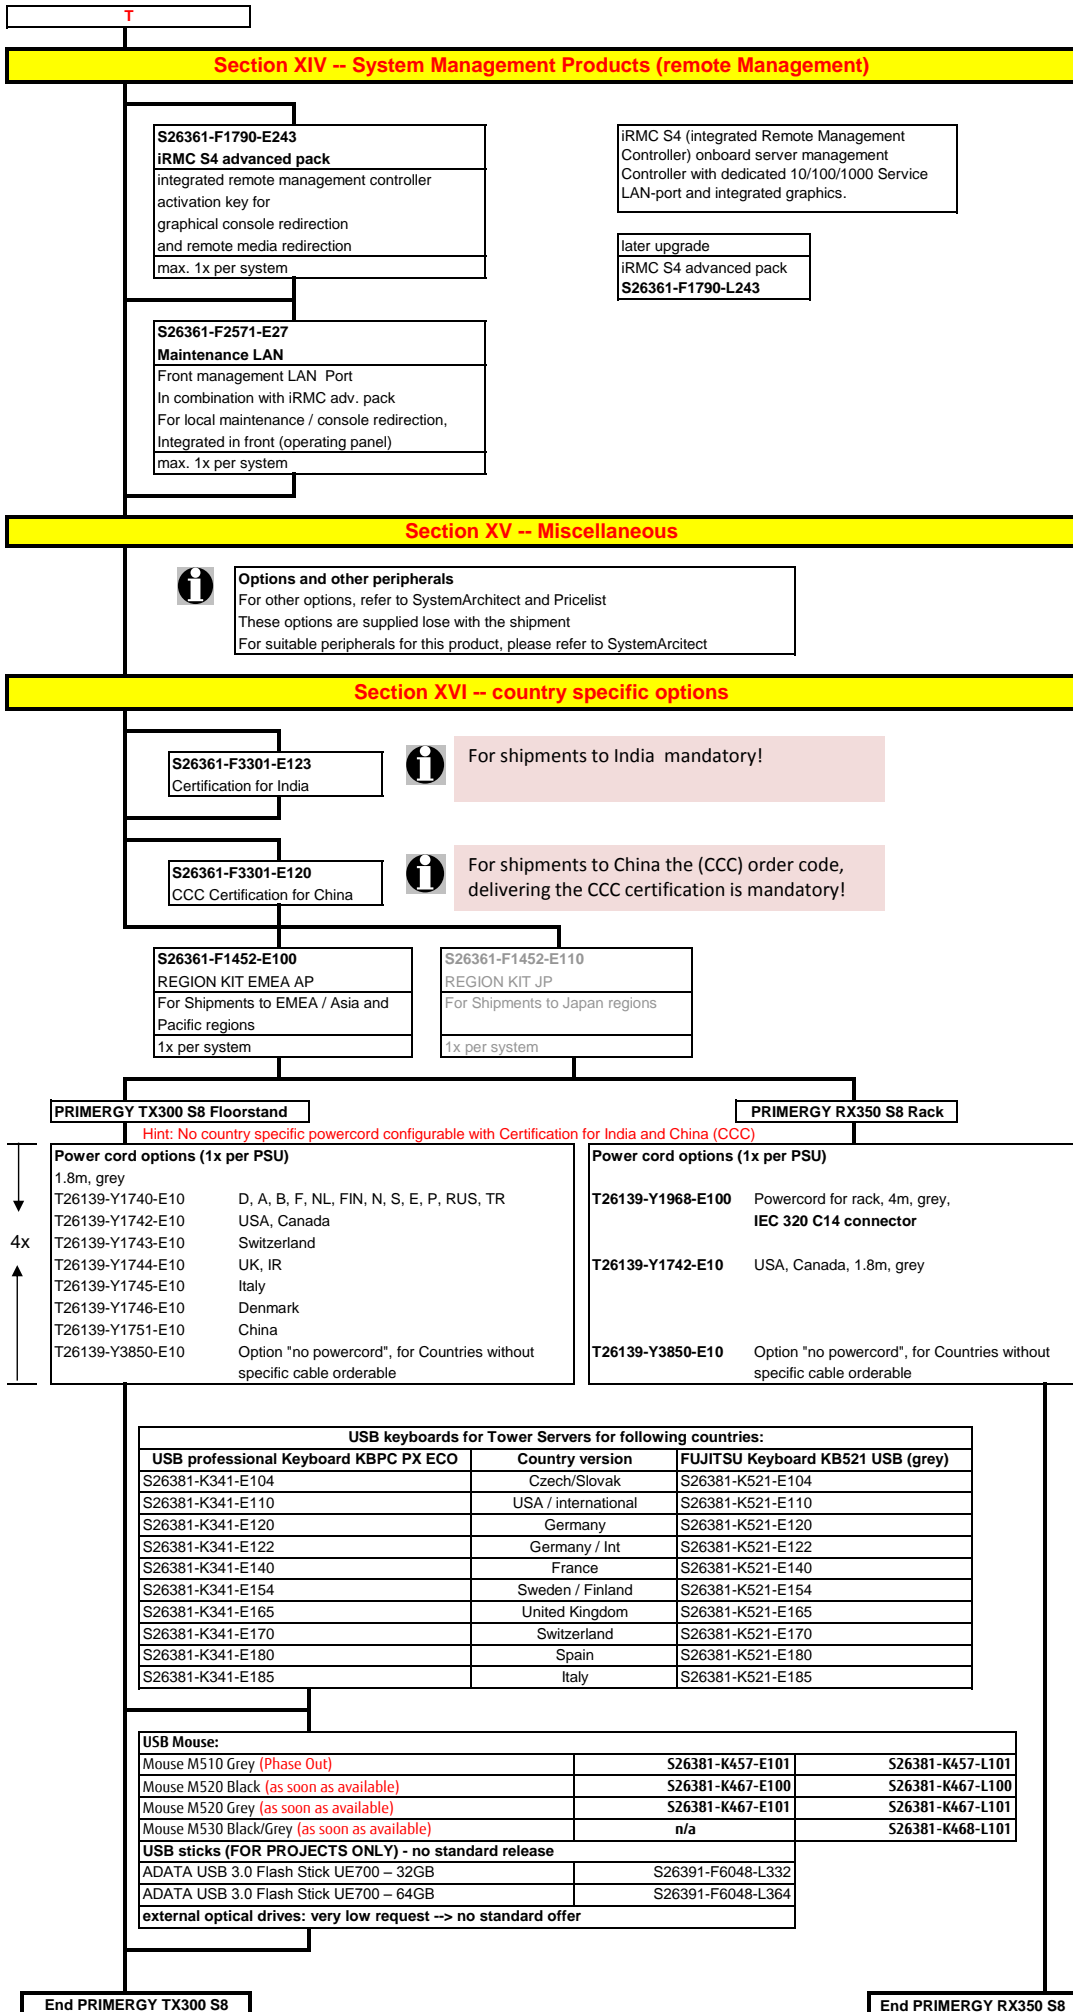 T
Section XIV -- System Management Products (remote Management)
S26361-F1790-E243
iRMC S4 advanced pack
integrated remote management controller
activation key for
graphical console redirection
and remote media redirection
max. 1x per system
iRMC S4 (integrated Remote Management
Controller) onboard server management
Controller with dedicated 10/100/1000 Service
LAN-port and integrated graphics.
later upgrade
iRMC S4 advanced pack
S26361-F1790-L243
S26361-F2571-E27
Maintenance LAN
Front management LAN  Port
In combination with iRMC adv. pack
For local maintenance / console redirection,
Integrated in front (operating panel)
max. 1x per system
Section XV -- Miscellaneous
Options and other peripherals
For other options, refer to SystemArchitect and Pricelist
These options are supplied lose with the shipment
For suitable peripherals for this product, please refer to SystemArcitect
Section XVI -- country specific options
S26361-F3301-E123
Certification for India
For shipments to India  mandatory!
S26361-F3301-E120
CCC Certification for China
For shipments to China the (CCC) order code,
delivering the CCC certification is mandatory!
S26361-F1452-E100
REGION KIT EMEA AP
For Shipments to EMEA / Asia and
Pacific regions
1x per system
S26361-F1452-E110
REGION KIT JP
For Shipments to Japan regions
1x per system
PRIMERGY TX300 S8 Floorstand
PRIMERGY RX350 S8 Rack
Hint: No country specific powercord configurable with Certification for India and China (CCC)
4x
Power cord options (1x per PSU)
1.8m, grey
T26139-Y1740-E10 D, A, B, F, NL, FIN, N, S, E, P, RUS, TR
T26139-Y1742-E10 USA, Canada
T26139-Y1743-E10 Switzerland
T26139-Y1744-E10 UK, IR
T26139-Y1745-E10 Italy
T26139-Y1746-E10 Denmark
T26139-Y1751-E10 China
T26139-Y3850-E10 Option "no powercord", for Countries without
specific cable orderable
Power cord options (1x per PSU)
T26139-Y1968-E100 Powercord for rack, 4m, grey,
IEC 320 C14 connector
T26139-Y1742-E10 USA, Canada, 1.8m, grey
T26139-Y3850-E10 Option "no powercord", for Countries without
specific cable orderable
USB keyboards for Tower Servers for following countries:
USB professional Keyboard KBPC PX ECO Country version FUJITSU Keyboard KB521 USB (grey)
S26381-K341-E104 Czech/Slovak S26381-K521-E104
S26381-K341-E110 USA / international S26381-K521-E110
S26381-K341-E120 Germany S26381-K521-E120
S26381-K341-E122 Germany / Int S26381-K521-E122
S26381-K341-E140 France S26381-K521-E140
S26381-K341-E154 Sweden / Finland S26381-K521-E154
S26381-K341-E165 United Kingdom S26381-K521-E165
S26381-K341-E170 Switzerland S26381-K521-E170
S26381-K341-E180 Spain S26381-K521-E180
S26381-K341-E185 Italy S26381-K521-E185
USB Mouse:
Mouse M510 Grey (Phase Out) S26381-K457-E101 S26381-K457-L101
Mouse M520 Black (as soon as available) S26381-K467-E100 S26381-K467-L100
Mouse M520 Grey (as soon as available) S26381-K467-E101 S26381-K467-L101
Mouse M530 Black/Grey (as soon as available) n/a S26381-K468-L101
USB sticks (FOR PROJECTS ONLY) - no standard release
ADATA USB 3.0 Flash Stick UE700 – 32GB S26391-F6048-L332
ADATA USB 3.0 Flash Stick UE700 – 64GB S26391-F6048-L364
external optical drives: very low request --> no standard offer
End PRIMERGY TX300 S8
End PRIMERGY RX350 S8